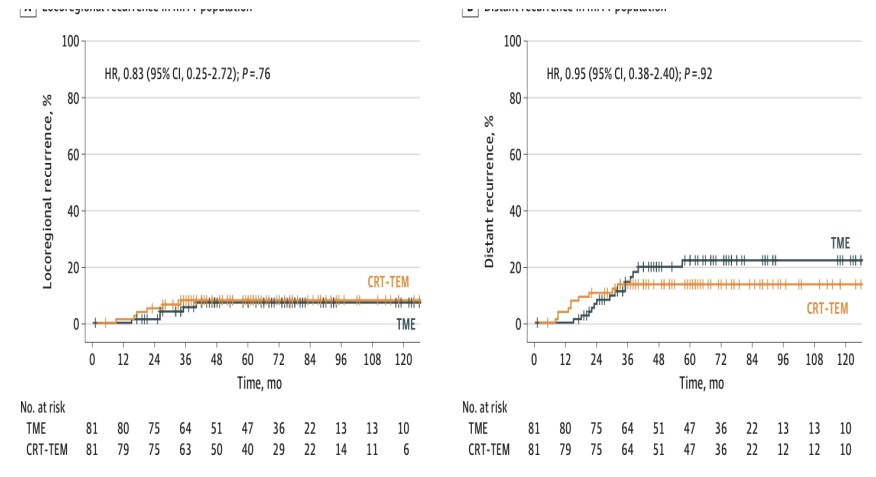 HR, 0.83 (95% CI, 0.25-2.72); P=.76
Locoregional recurrence, %
100
80
60
40
20
0
CRT-TEM
TME
0 12 24 36 48 60 72 84 96 108 120
Time, mo
No. at risk
TME 81 80 75 64 51 47 36 22 13 13 10
CRT-TEM 81 79 75 63 50 40 29 22 14 11 6
HR, 0.95 (95% CI, 0.38-2.40); P=.92
Distant recurrence, %
100
80
60
40
20
0
TME
CRT-TEM
0 12 24 36 48 60 72 84 96 108 120
Time, mo
TME 81 80 75 64 51 47 36 22 13 13 10
CRT-TEM 81 79 75 64 51 47 36 22 12 12 10